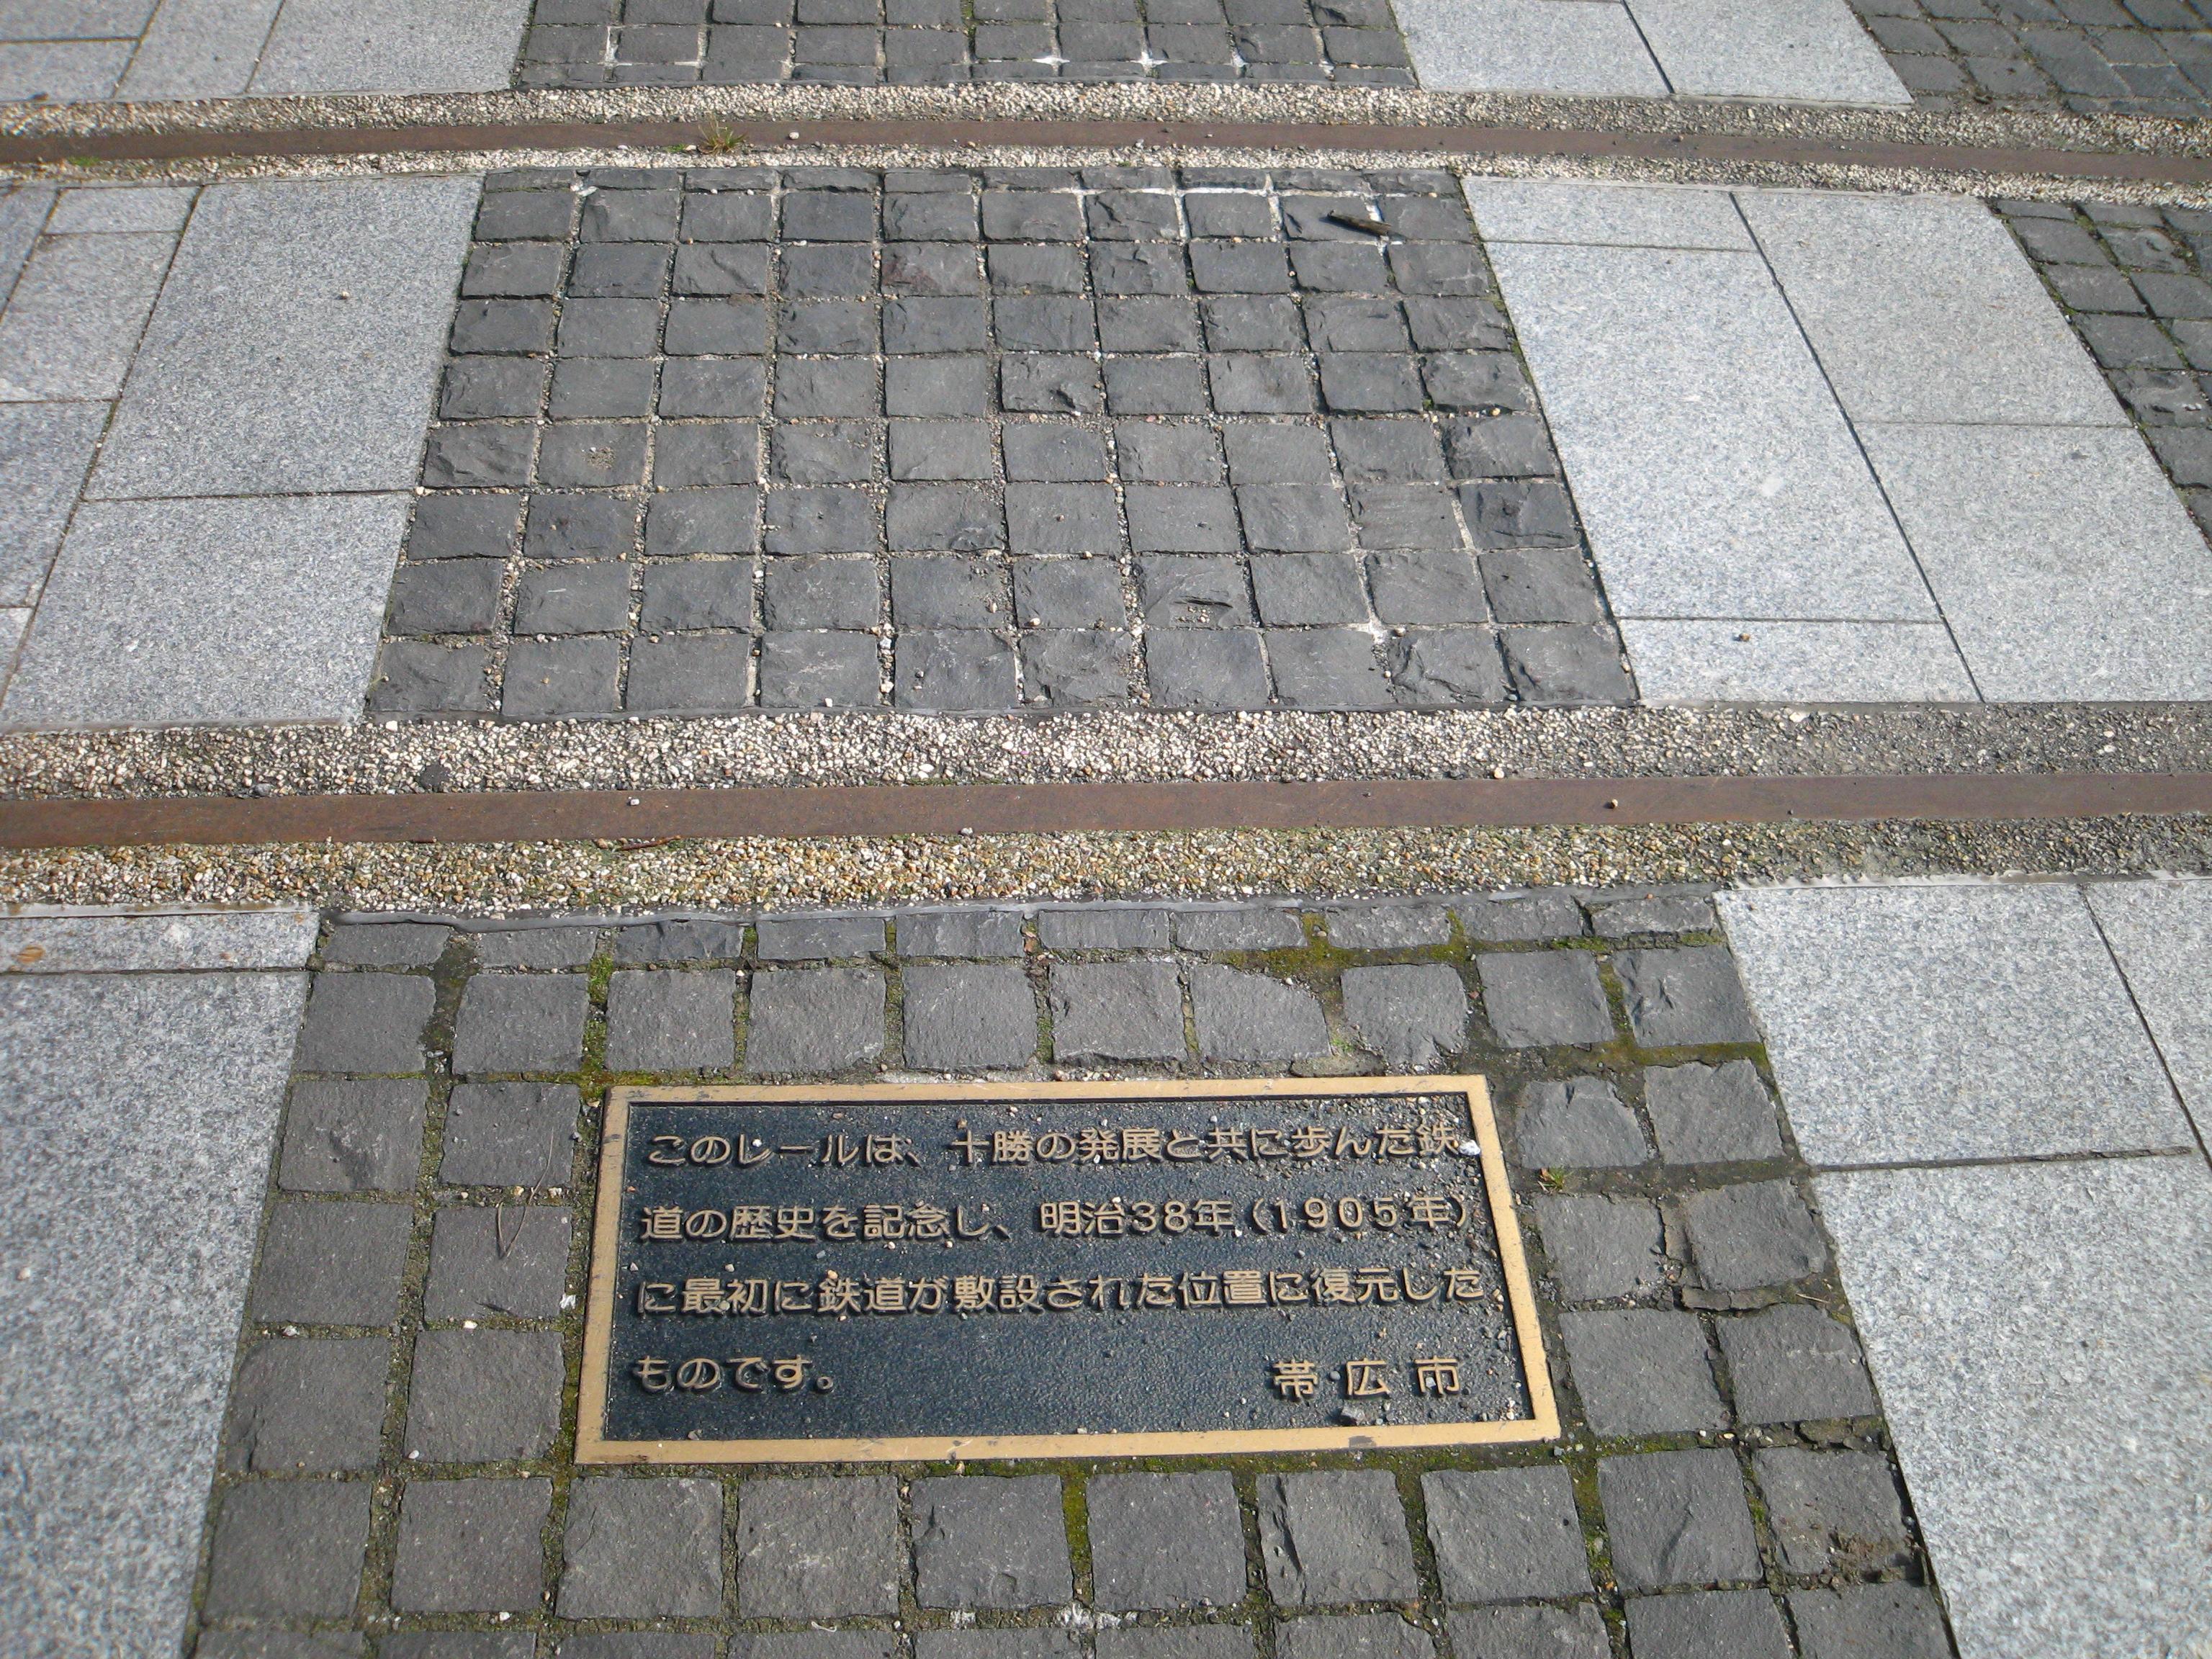 このレールは、十勝の発展と共に歩んだ鉄
道の歴史を記念し、明治38年(1905年)
に最初に鉄道が敷設された位置に復元した
ものです。 帯広市